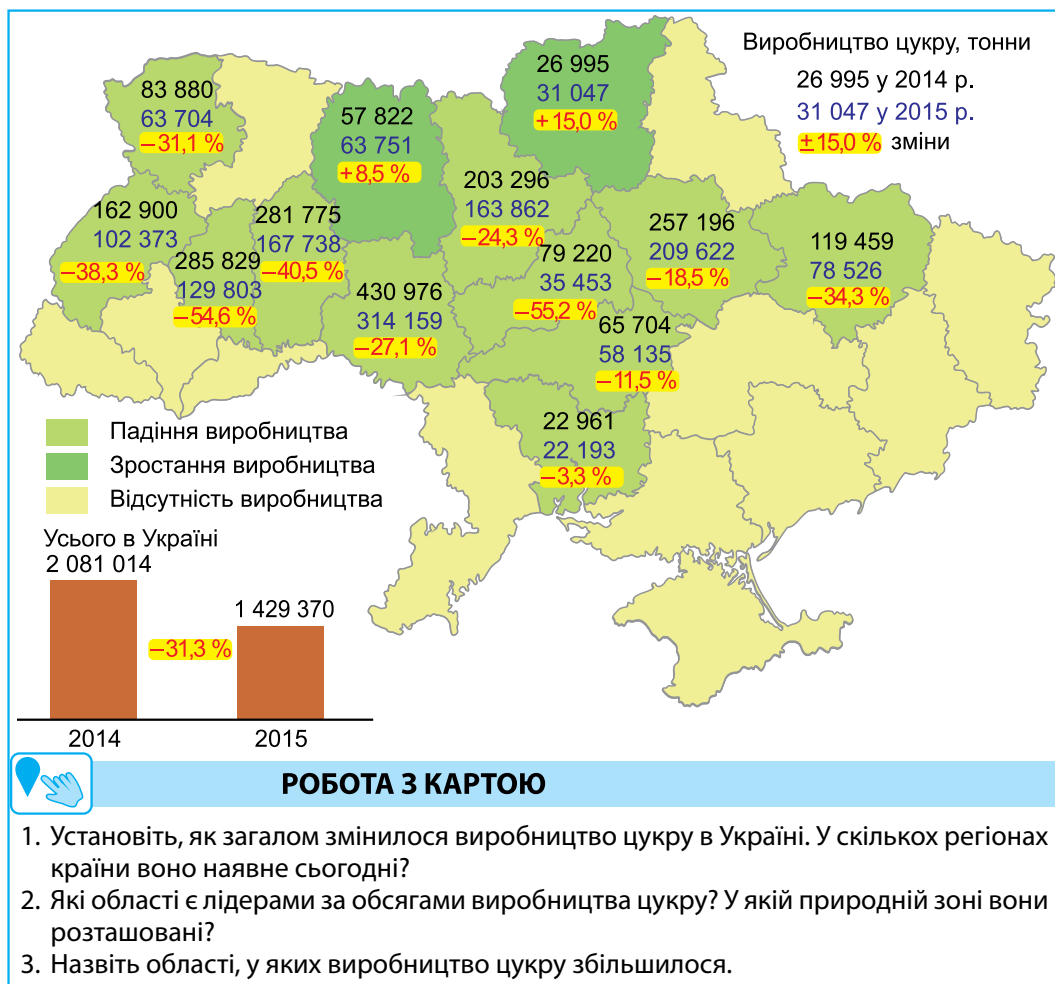 Виробництво цукру, тонни
26 995 у 2014 р.
31 047 у 2015 р.
±15,0 % зміни
83 880
63 704
−31,1 %
57 822
63 751
+8,5 %
26 995
31 047
+15,0 %
203 296
163 862
−24,3 %
162 900
102 373
−38,3 %
285 829
129 803
−54,6 %
281 775
167 738
−40,5 %
430 976
314 159
−27,1 %
79 220
35 453
−55,2 %
257 196
209 622
−18,5 %
119 459
78 526
−34,3 %
65 704
58 135
−11,5 %
22 961
22 193
−3,3 %
Падіння виробництва
Зростання виробництва
Відсутність виробництва
Усього в Україні
2 081 014
1 429 370
−31,3 %
2014
2015
РОБОТА З КАРТОЮ
1. Установіть, як загалом змінилося виробництво цукру в Україні. У скількох регіонах
країни воно наявне сьогодні?
2. Які області є лідерами за обсягами виробництва цукру? У якій природній зоні вони
розташовані?
3. Назвіть області, у яких виробництво цукру збільшилося.